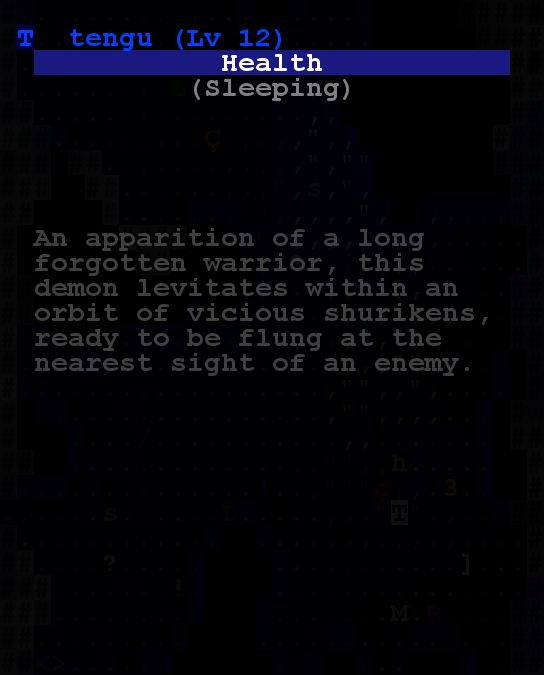 T tengu (Lv 12)
Health
(Sleeping)
An apparition of a long
forgotten warrior, this
demon levitates within an
orbit of vicious shurikens,
ready to be flung at the
nearest sight of an enemy.